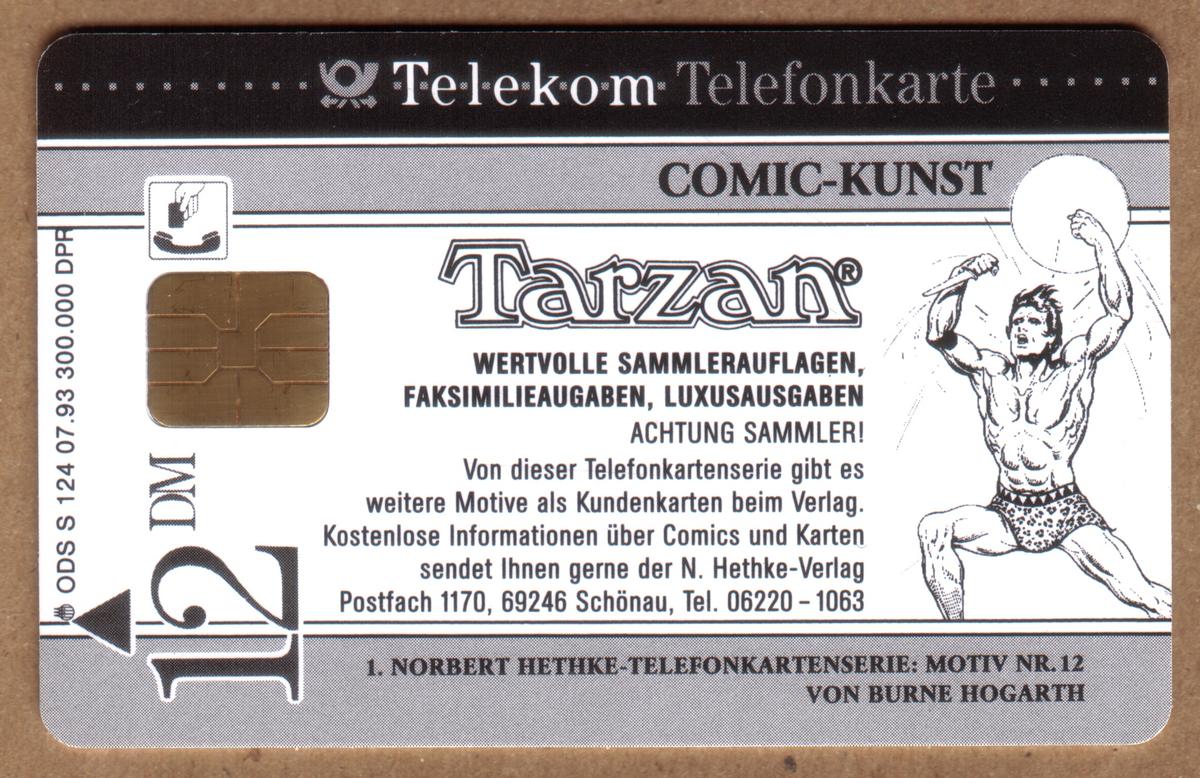 Telekom Telefonkarte
COMIC-KUNST
Tarzan®
WERTVOLLE SAMMLERAUFLAGEN,
FAKSIMILIEAUGABEN, LUXUSAUSGABEN
ACHTUNG SAMMLER!
Von dieser Telefonkartenserie gibt es
weitere Motive als Kundenkarten beim Verlag.
Kostenlose Informationen über Comics und Karten
sendet Ihnen gerne der N. Hethke-Verlag
Postfach 1170, 69246 Schönau, Tel. 06220 – 1063
1. NORBERT HETHKE-TELEFONKARTENSERIE: MOTIV NR. 12
VON BURNE HOGARTH
12 DM
ODS S 124 07.93 300.000 DPR